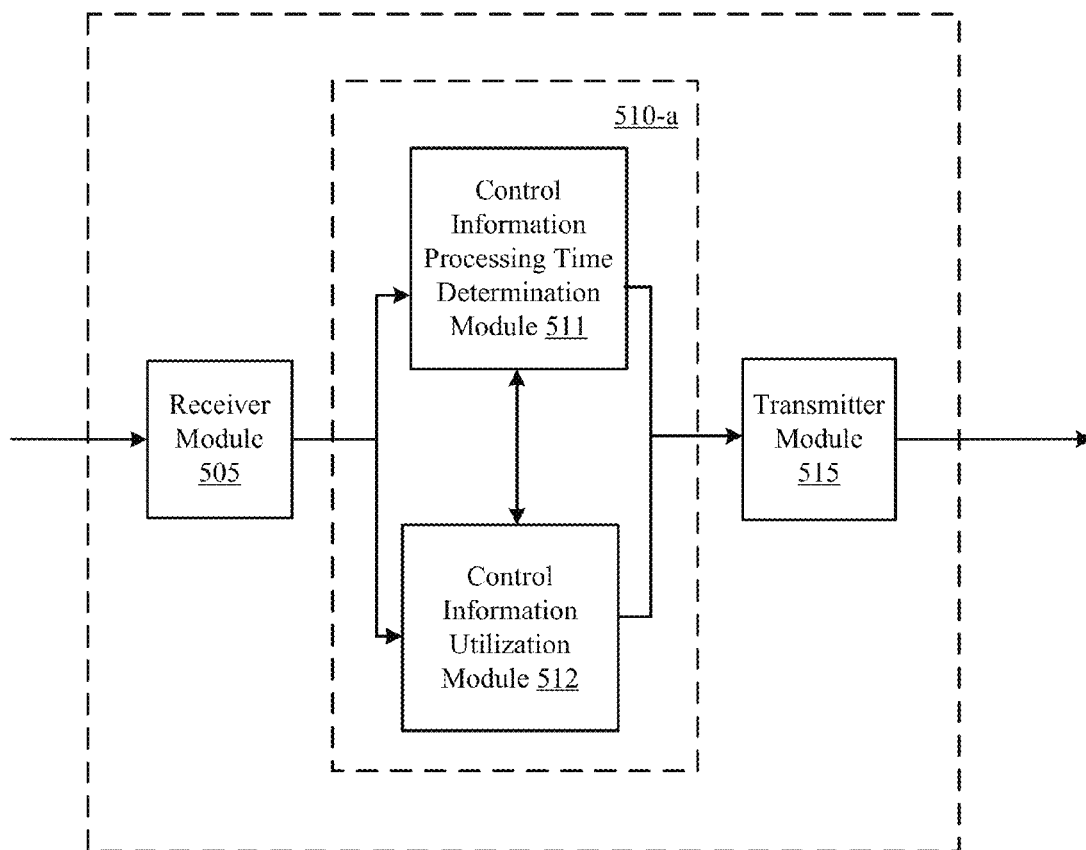 510-a
Control
Information
Processing Time
Determination
Module 511
Receiver
Module
505
Transmitter
Module
515
Control
Information
Utilization
Module 512